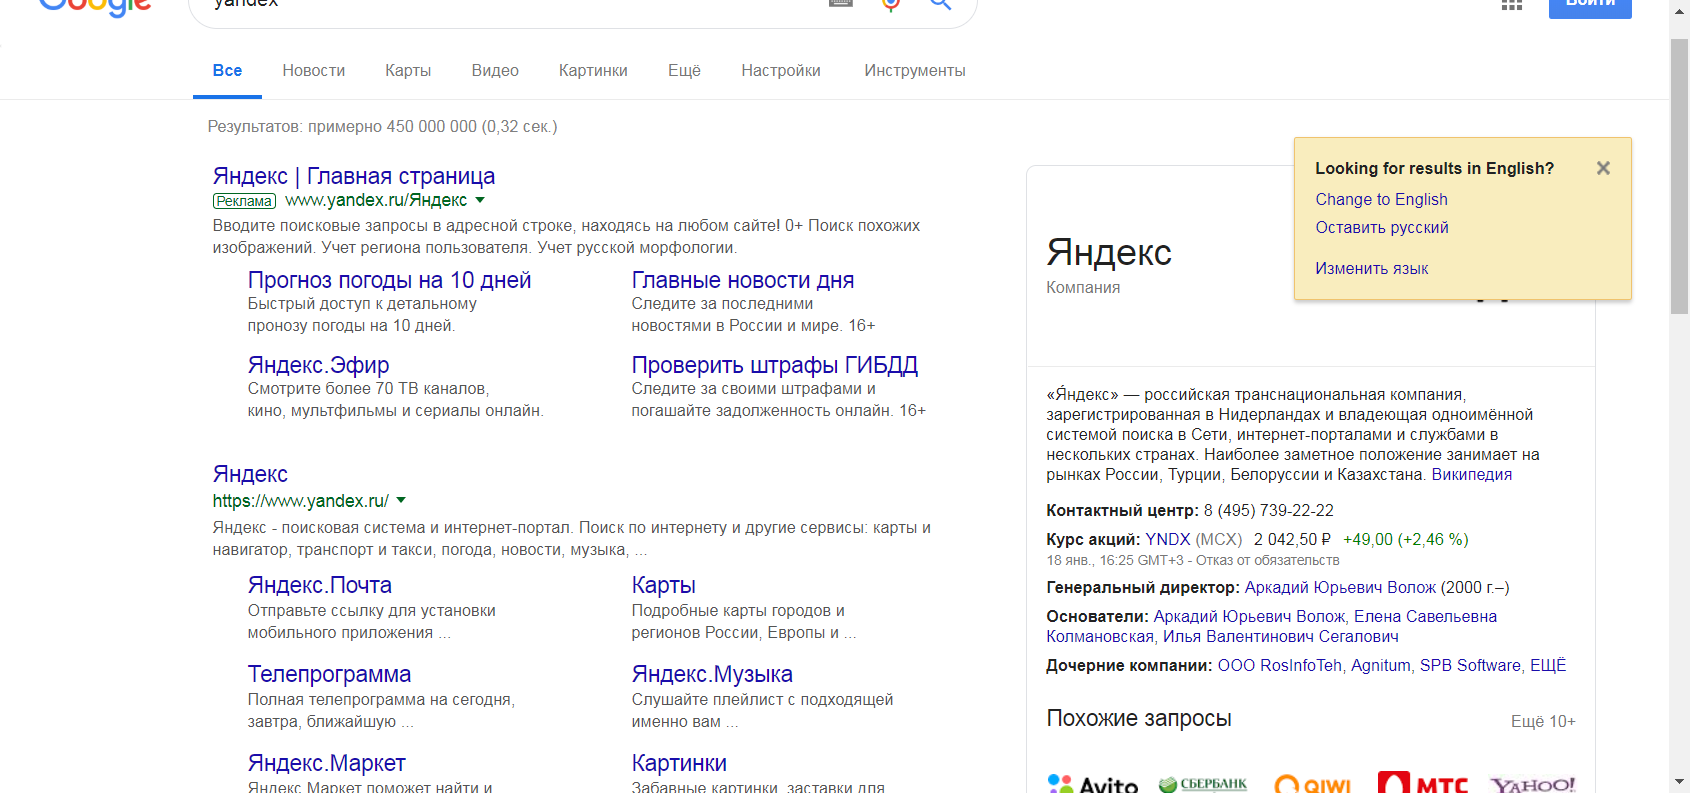 Google
yandex
Войти
Все Новости Карты Видео Картинки Ещё Настройки Инструменты
Результатов: примерно 450 000 000 (0,32 сек.)
Яндекс | Главная страница
Реклама www.yandex.ru/Яндекс
Вводите поисковые запросы в адресной строке, находясь на любом сайте! 0+ Поиск похожих
изображений. Учет региона пользователя. Учет русской морфологии.
Прогноз погоды на 10 дней
Быстрый доступ к детальному
пронозу погоды на 10 дней.
Главные новости дня
Следите за последними
новостями в России и мире. 16+
Яндекс.Эфир
Смотрите более 70 ТВ каналов,
кино, мультфильмы и сериалы онлайн.
Проверить штрафы ГИБДД
Следите за своими штрафами и
погашайте задолженность онлайн. 16+
Яндекс
https://www.yandex.ru/
Яндекс - поисковая система и интернет-портал. Поиск по интернету и другие сервисы: карты и
навигатор, транспорт и такси, погода, новости, музыка, ...
Яндекс.Почта
Отправьте ссылку для установки
мобильного приложения ...
Карты
Подробные карты городов и
регионов России, Европы и ...
Телепрограмма
Полная телепрограмма на сегодня,
завтра, ближайшую ...
Яндекс.Музыка
Слушайте плейлист с подходящей
именно вам ...
Яндекс.Маркет
Яндекс.Маркет поможет найти и
Картинки
Забавные картинки, заставки для
Looking for results in English?
Change to English
Оставить русский
Изменить язык
Яндекс
Компания
«Я́ндекс» — российская транснациональная компания,
зарегистрированная в Нидерландах и владеющая одноимённой
системой поиска в Сети, интернет-порталами и службами в
нескольких странах. Наиболее заметное положение занимает на
рынках России, Турции, Белоруссии и Казахстана. Википедия
Контактный центр: 8 (495) 739-22-22
Курс акций: YNDX (MCX) 2 042,50 ₽ +49,00 (+2,46 %)
18 янв., 16:25 GMT+3 - Отказ от обязательств
Генеральный директор: Аркадий Юрьевич Волож (2000 г.–)
Основатели: Аркадий Юрьевич Волож, Елена Савельевна
Колмановская, Илья Валентинович Сегалович
Дочерние компании: ООО RosInfoTeh, Agnitum, SPB Software, ЕЩЁ
Похожие запросы Ещё 10+
Avito СБЕРБАНК QIWI МТС YAHOO!